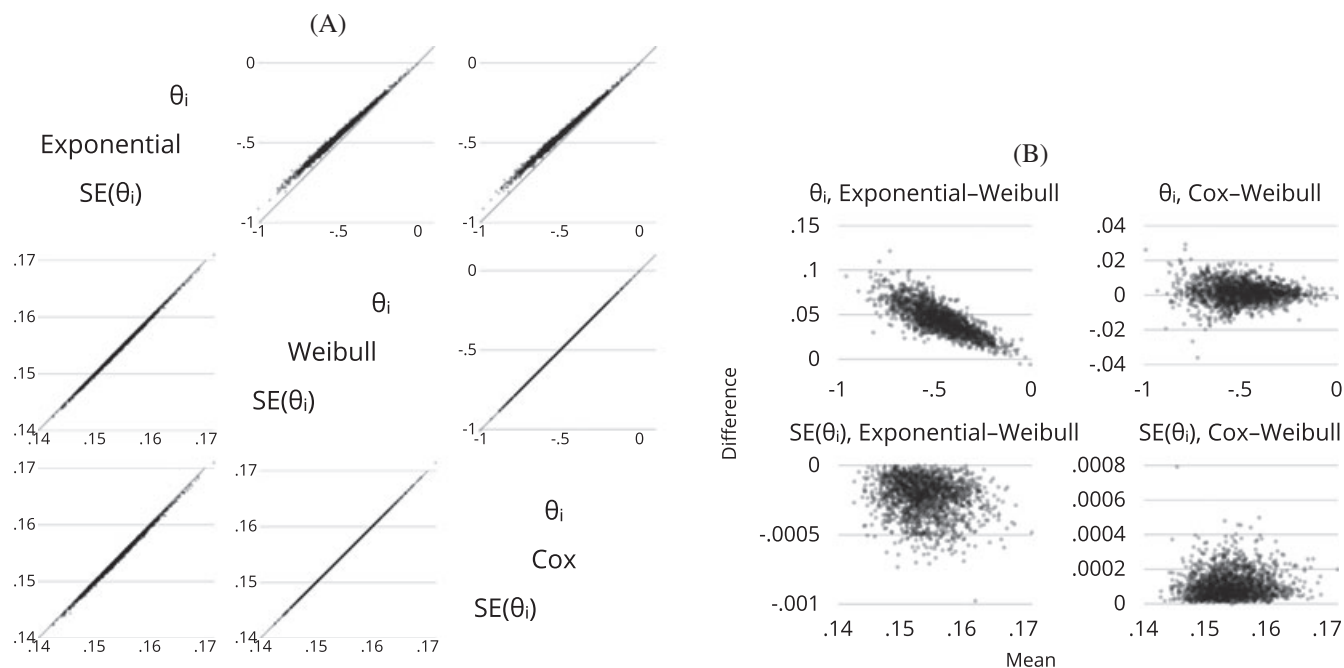 (A)
θᵢ
Exponential
SE(θᵢ)
0
-.5
-1
-1 -.5 0
0
-.5
-1
-1 -.5 0
.17
.16
.15
.14
.14 .15 .16 .17
θᵢ
Weibull
SE(θᵢ)
0
-.5
-1
-1 -.5 0
.17
.16
.15
.14
.14 .15 .16 .17
.17
.16
.15
.14
.14 .15 .16 .17
θᵢ
Cox
SE(θᵢ)
(B)
Difference
θᵢ, Exponential–Weibull
.15
.1
.05
0
-1 -.5 0
θᵢ, Cox–Weibull
.04
.02
0
-.02
-.04
-1 -.5 0
SE(θᵢ), Exponential–Weibull
0
-.0005
-.001
.14 .15 .16 .17
SE(θᵢ), Cox–Weibull
.0008
.0006
.0004
.0002
0
.14 .15 .16 .17
Mean